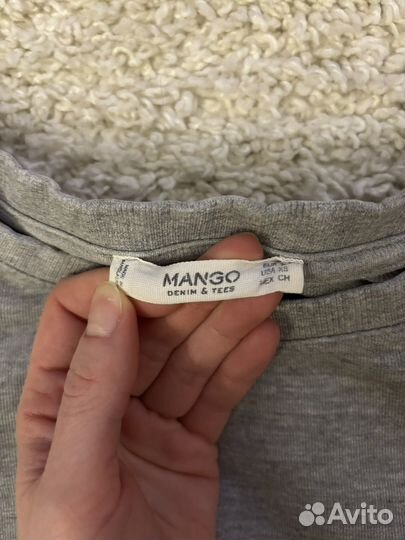 MANGO
DENIM & TEES
USA XS
MEX CH
Avito